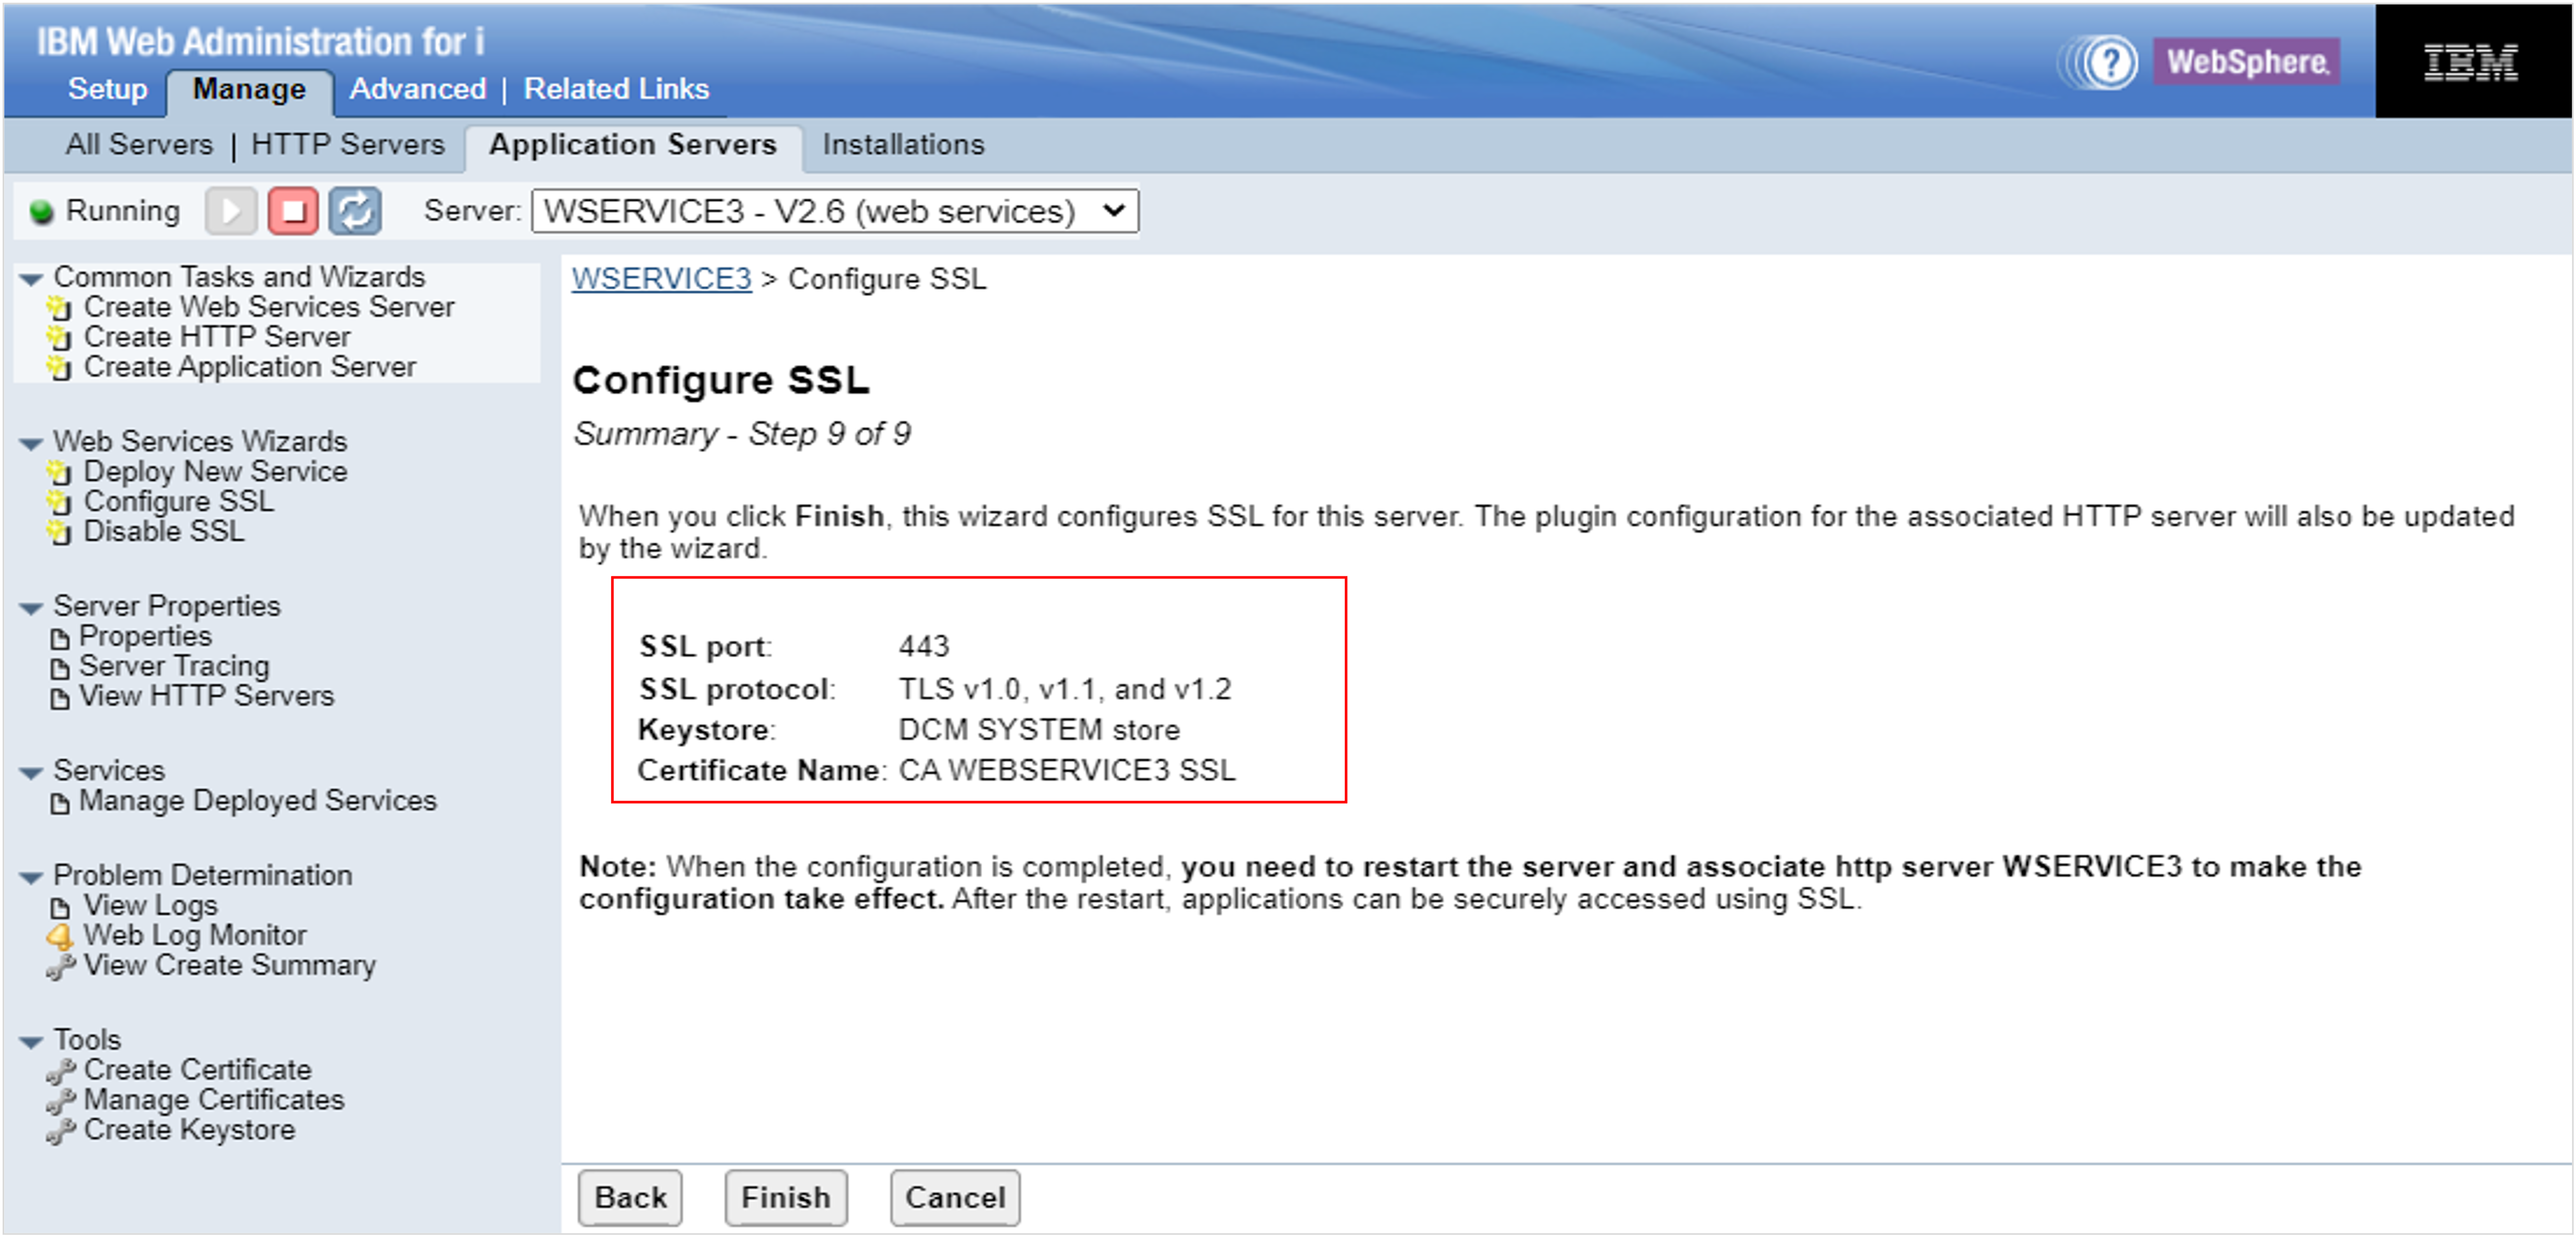 IBM Web Administration for i
Setup Manage Advanced | Related Links
? WebSphere. IBM
All Servers | HTTP Servers Application Servers Installations
Running Server: WSERVICE3 - V2.6 (web services)
Common Tasks and Wizards
Create Web Services Server
Create HTTP Server
Create Application Server
Web Services Wizards
Deploy New Service
Configure SSL
Disable SSL
Server Properties
Properties
Server Tracing
View HTTP Servers
Services
Manage Deployed Services
Problem Determination
View Logs
Web Log Monitor
View Create Summary
Tools
Create Certificate
Manage Certificates
Create Keystore
WSERVICE3 > Configure SSL
Configure SSL
Summary - Step 9 of 9
When you click Finish, this wizard configures SSL for this server. The plugin configuration for the associated HTTP server will also be updated
by the wizard.
SSL port: 443
SSL protocol: TLS v1.0, v1.1, and v1.2
Keystore: DCM SYSTEM store
Certificate Name: CA WEBSERVICE3 SSL
Note: When the configuration is completed, you need to restart the server and associate http server WSERVICE3 to make the
configuration take effect. After the restart, applications can be securely accessed using SSL.
Back Finish Cancel